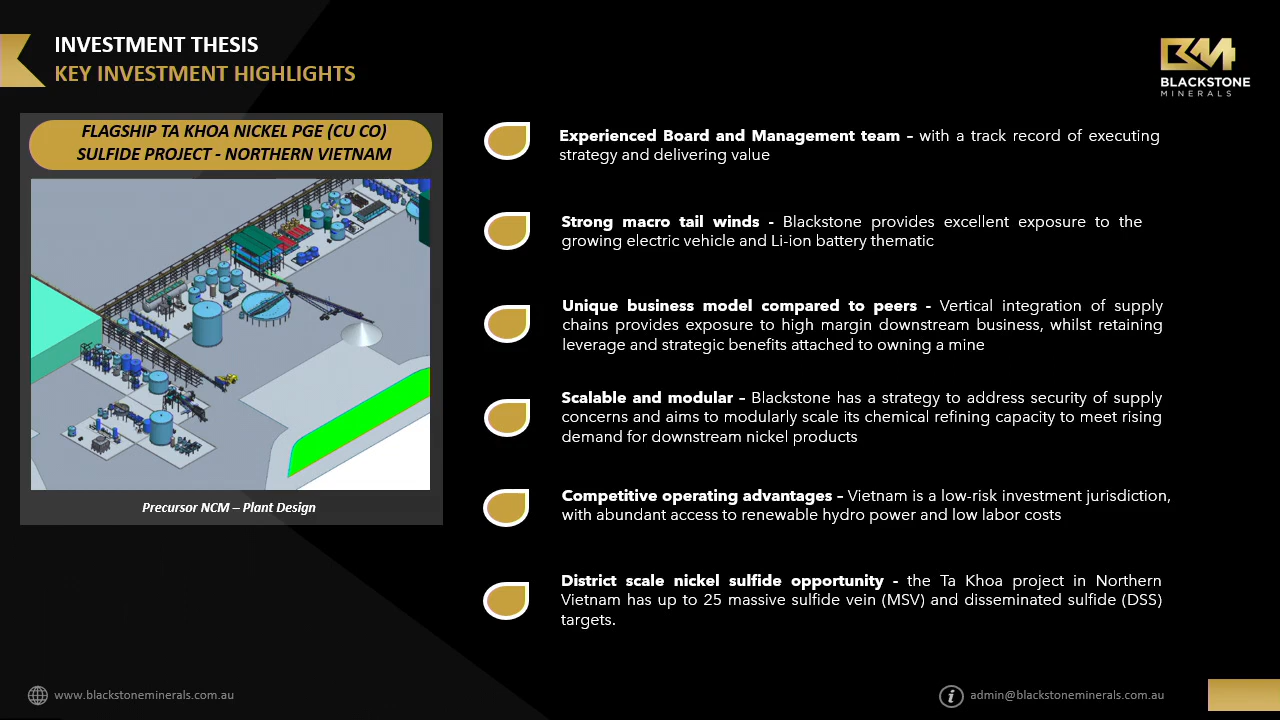 INVESTMENT THESIS
KEY INVESTMENT HIGHLIGHTS
BLACKSTONE
MINERALS
FLAGSHIP TA KHOA NICKEL PGE (CU CO)
SULFIDE PROJECT - NORTHERN VIETNAM
Precursor NCM – Plant Design
Experienced Board and Management team – with a track record of executing
strategy and delivering value
Strong macro tail winds - Blackstone provides excellent exposure to the
growing electric vehicle and Li-ion battery thematic
Unique business model compared to peers - Vertical integration of supply
chains provides exposure to high margin downstream business, whilst retaining
leverage and strategic benefits attached to owning a mine
Scalable and modular – Blackstone has a strategy to address security of supply
concerns and aims to modularly scale its chemical refining capacity to meet rising
demand for downstream nickel products
Competitive operating advantages – Vietnam is a low-risk investment jurisdiction,
with abundant access to renewable hydro power and low labor costs
District scale nickel sulfide opportunity - the Ta Khoa project in Northern
Vietnam has up to 25 massive sulfide vein (MSV) and disseminated sulfide (DSS)
targets.
www.blackstoneminerals.com.au
admin@blackstoneminerals.com.au